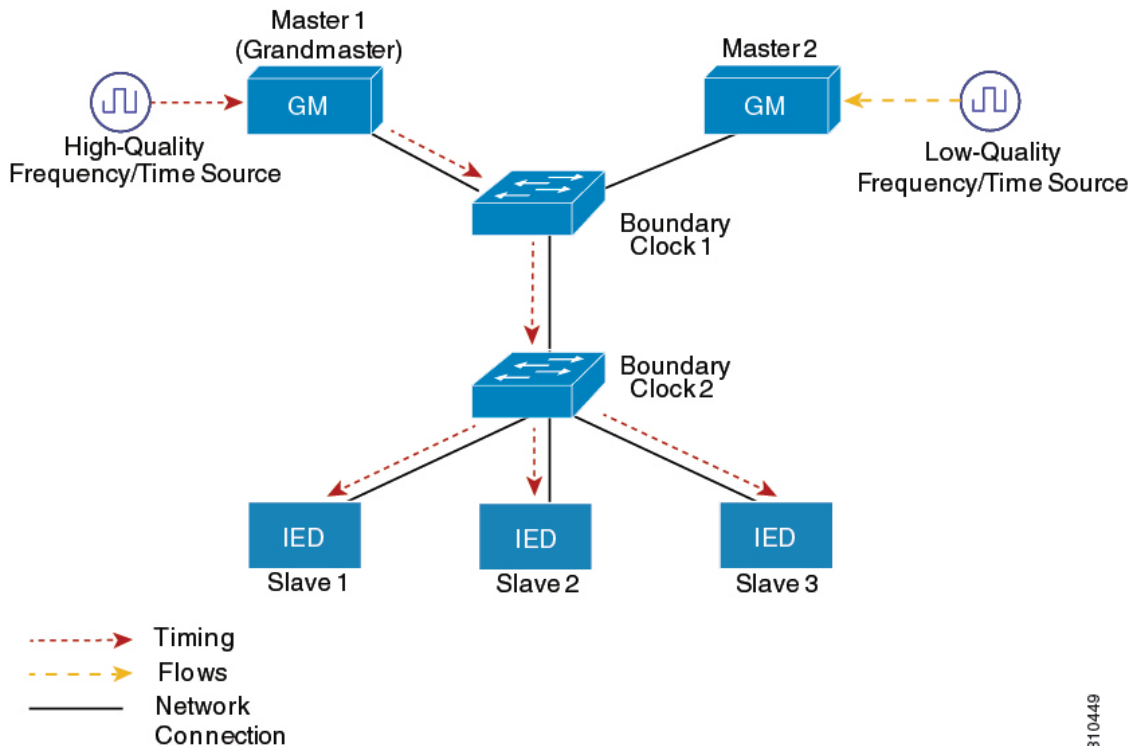 Master 1
(Grandmaster)
Master 2
GM
GM
High-Quality
Frequency/Time Source
Low-Quality
Frequency/Time Source
Boundary
Clock 1
Boundary
Clock 2
IED
IED
IED
Slave 1
Slave 2
Slave 3
Timing
Flows
Network
Connection
310449